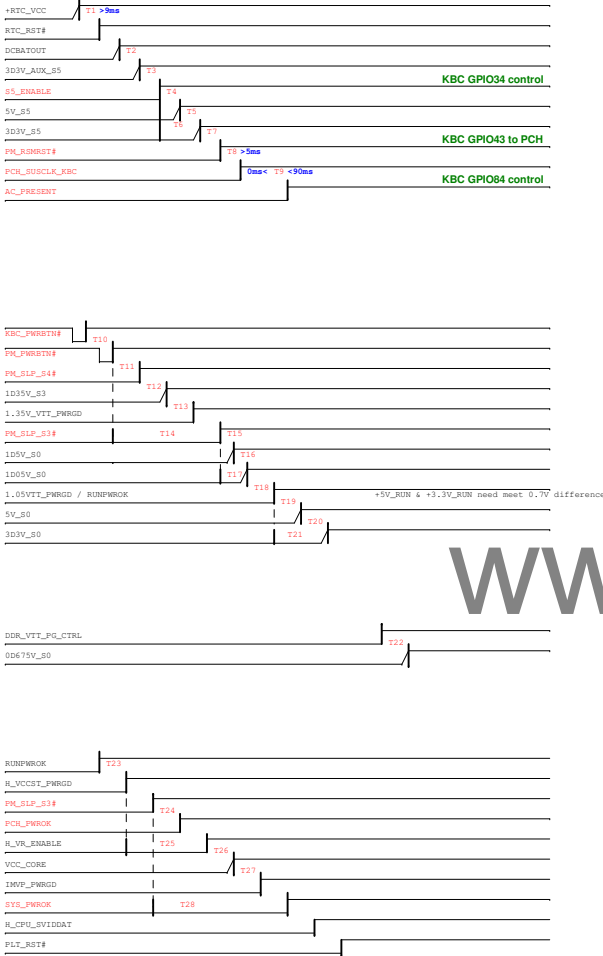 +RTC_VCC T1 >9ms
RTC_RST#
DCBATOUT T2
3D3V_AUX_S5 T3
KBC GPIO34 control
S5_ENABLE T4
5V_S5 T5
T6
3D3V_S5 T7
KBC GPIO43 to PCH
PM_RSMRST# T8 >5ms
PCH_SUSCLK_KBC 0ms< T9 <90ms
KBC GPIO84 control
AC_PRESENT
KBC_PWRBTN# T10
PM_PWRBTN#
T11
PM_SLP_S4#
1D35V_S3 T12
1.35V_VTT_PWRGD T13
PM_SLP_S3# T14 T15
1D5V_S0 T16
1D05V_S0 T17
T18
1.05VTT_PWRGD / RUNPWROK +5V_RUN & +3.3V_RUN need meet 0.7V difference
T19
5V_S0 T20
3D3V_S0 T21
WW
DDR_VTT_PG_CTRL T22
0D675V_S0
RUNPWROK T23
H_VCCST_PWRGD
PM_SLP_S3# T24
PCH_PWROK
H_VR_ENABLE T25 T26
VCC_CORE T27
IMVP_PWRGD
SYS_PWROK T28
H_CPU_SVIDDAT
PLT_RST#